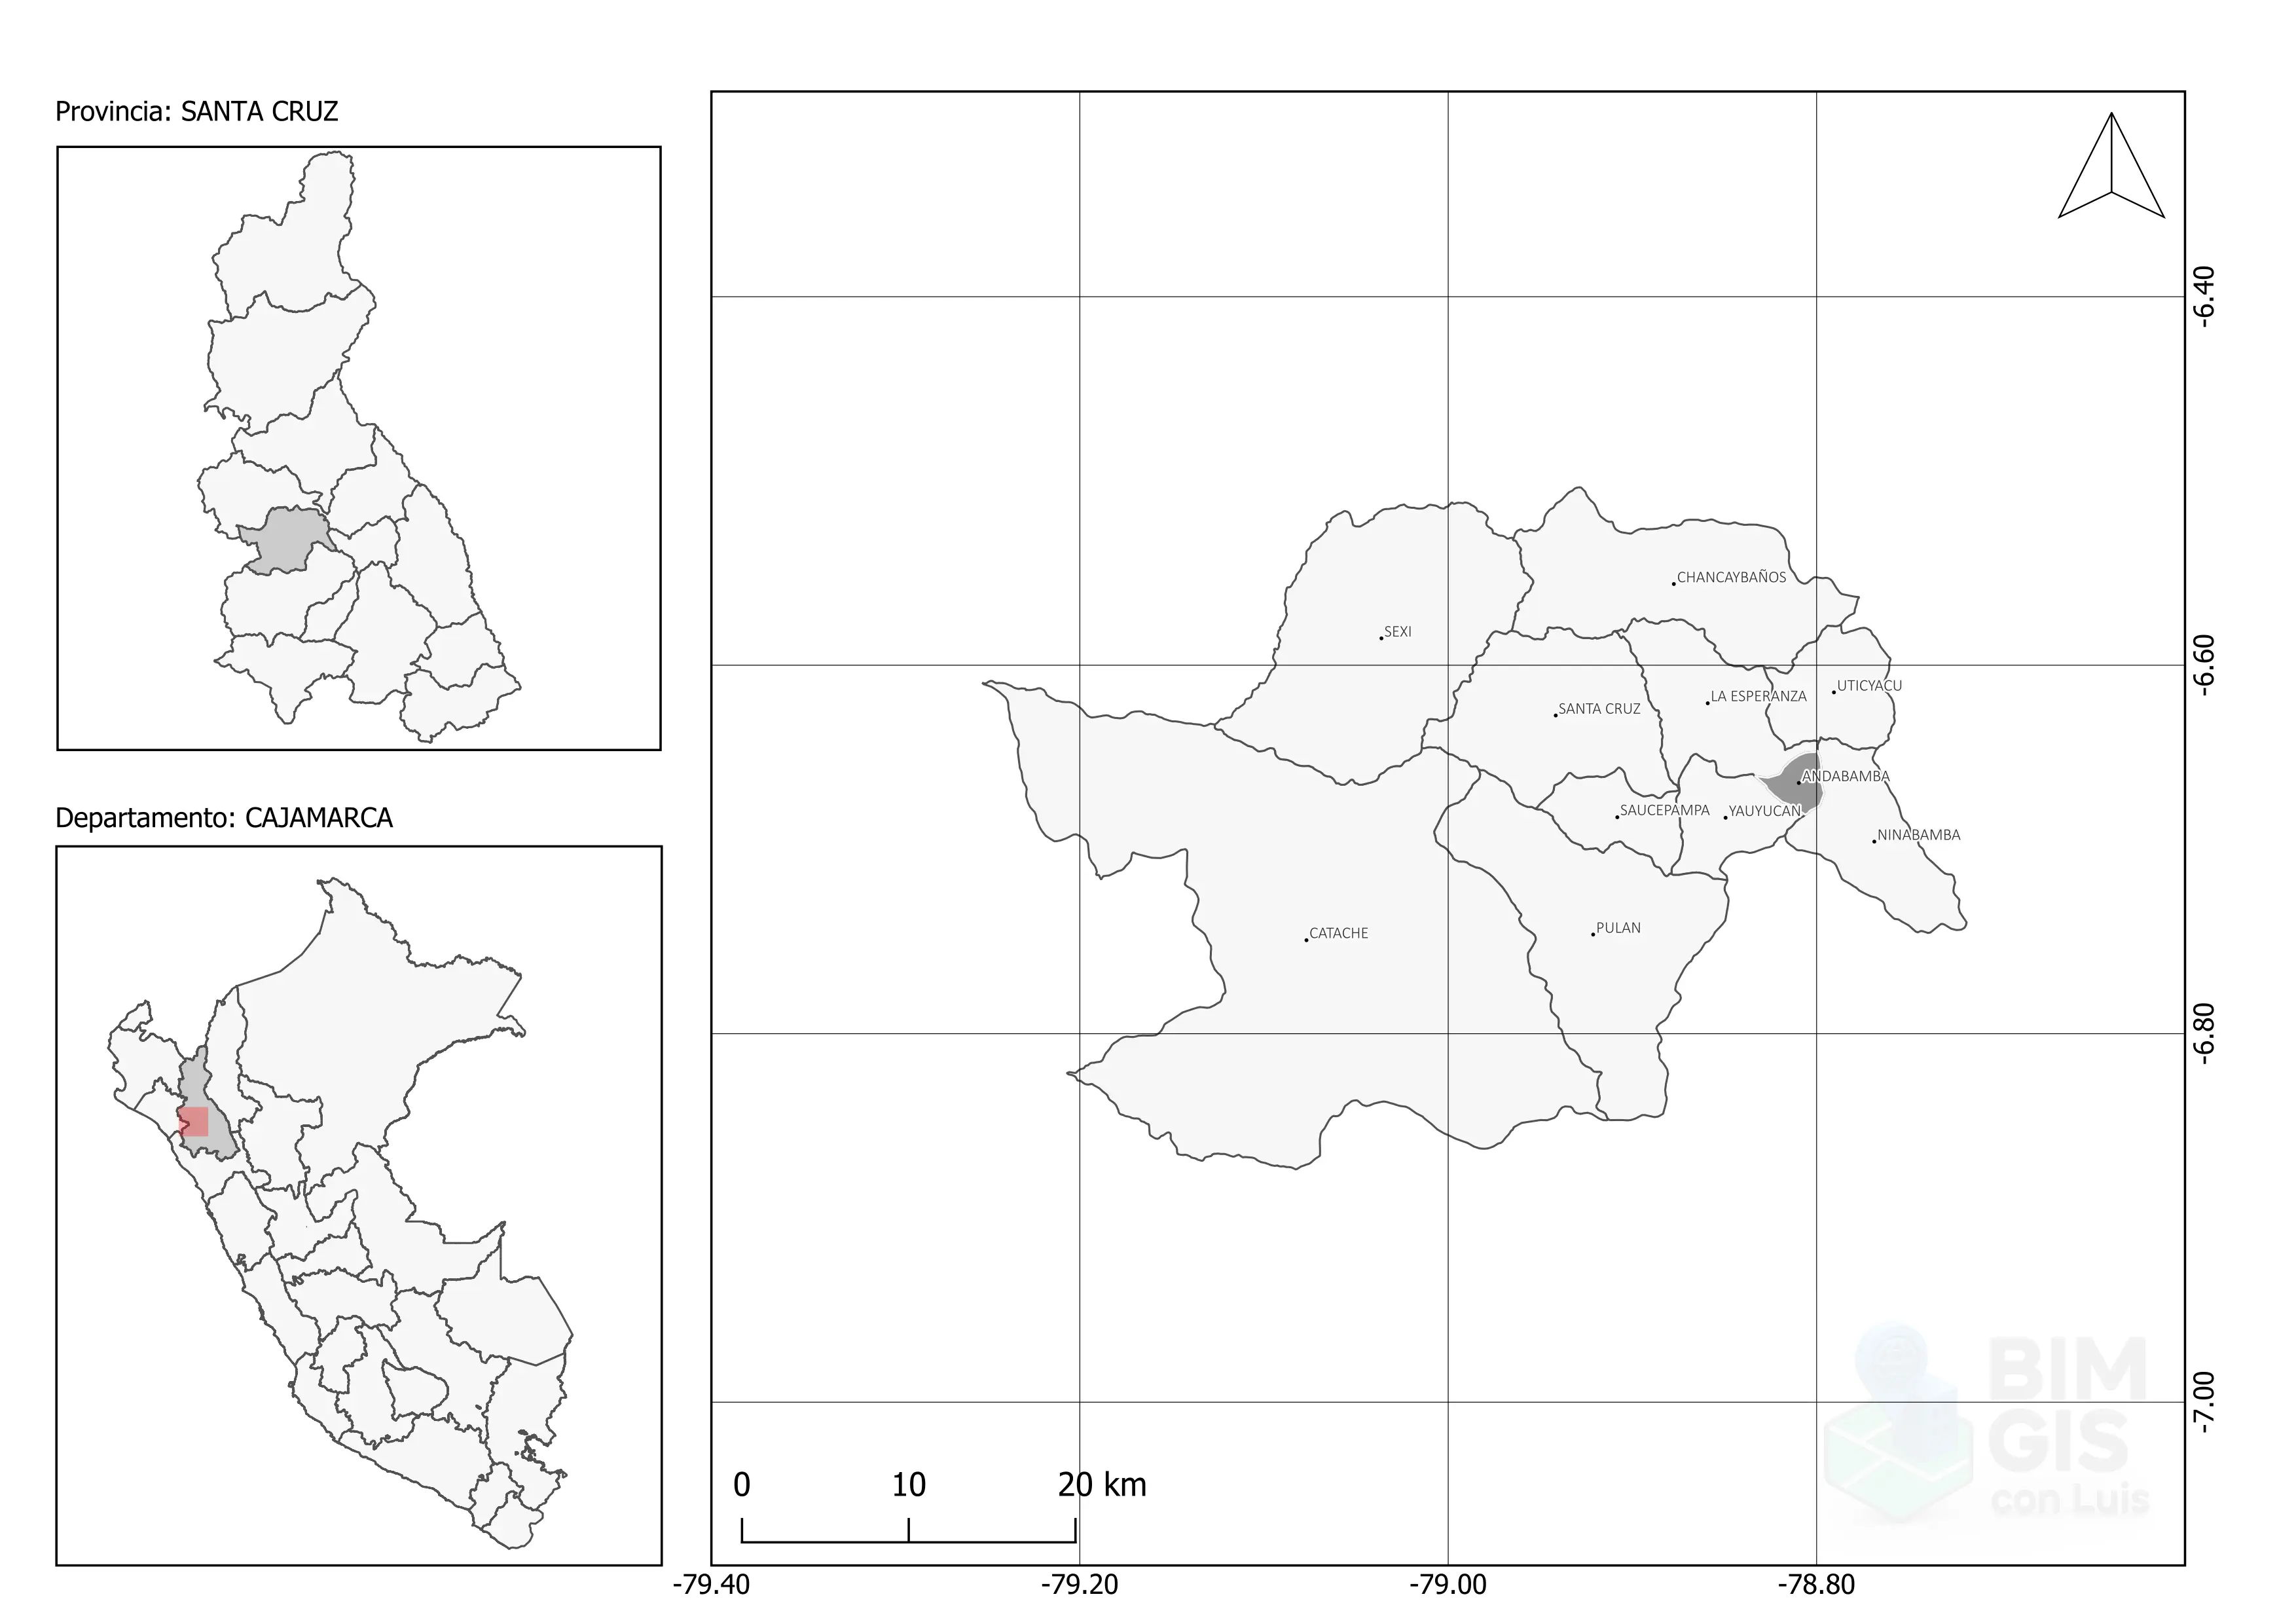 Provincia: SANTA CRUZ
Departamento: CAJAMARCA
CHANCAYBAÑOS
SEXI
UTICYACU
LA ESPERANZA
SANTA CRUZ
ANDABAMBA
SAUCEPAMPA
YAUYUCAN
NINABAMBA
PULAN
CATACHE
-6.40
-6.60
-6.80
-7.00
BIM
GIS
con Luis
0 10 20 km
-79.40 -79.20 -79.00 -78.80